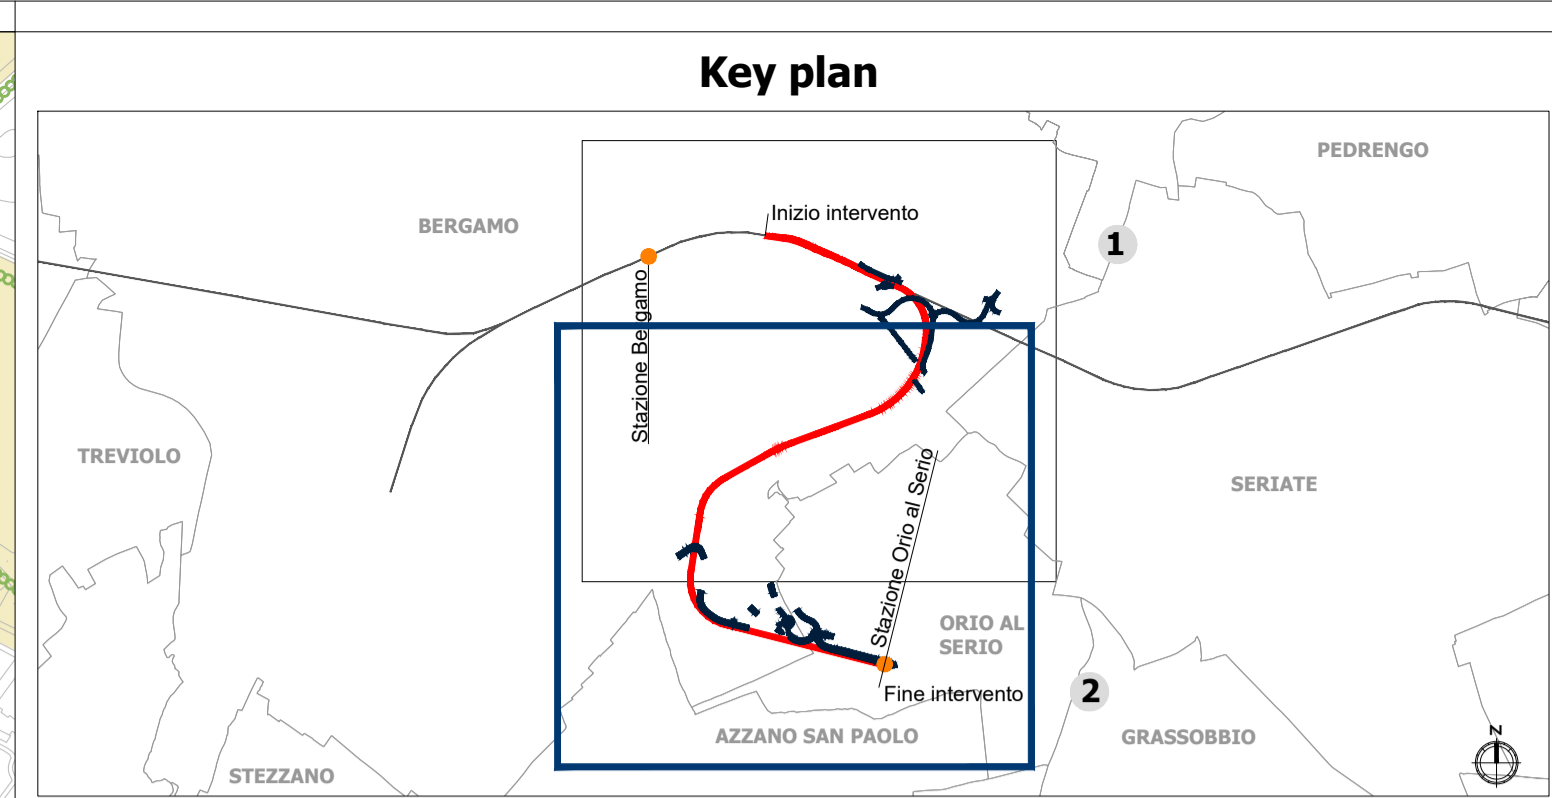 Key plan
PEDRENGO
Inizio intervento
BERGAMO
1
Stazione Bergamo
TREVIOLO
SERIATE
Stazione Orio al Serio
ORIO AL
SERIO
Fine intervento
2
AZZANO SAN PAOLO
GRASSOBBIO
N
STEZZANO